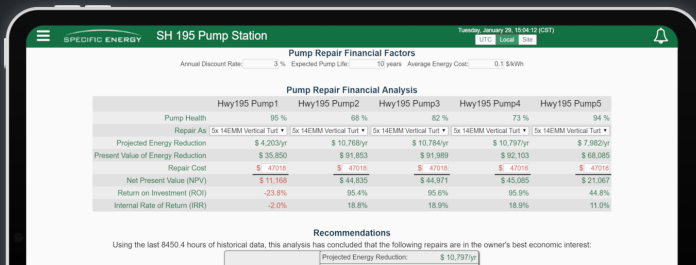 SPECIFIC ENERGY SH 195 Pump Station Tuesday, January 29, 15:04:12 (CST)
UTC Local Site
Pump Repair Financial Factors
Annual Discount Rate: 3 % Expected Pump Life: 10 years Average Energy Cost: 0.1 $/kWh
Pump Repair Financial Analysis
Hwy195 Pump1 Hwy195 Pump2 Hwy195 Pump3 Hwy195 Pump4 Hwy195 Pump5
Pump Health 95 % 68 % 82 % 73 % 94 %
Repair As 5x 14EMM Vertical Turt 5x 14EMM Vertical Turt 5x 14EMM Vertical Turt 5x 14EMM Vertical Turt 5x 14EMM Vertical Turt
Projected Energy Reduction $ 4,203/yr $ 10,768/yr $ 10,784/yr $ 10,797/yr $ 7,982/yr
Present Value of Energy Reduction $ 35,850 $ 91,853 $ 91,989 $ 92,103 $ 68,085
Repair Cost $ 47018 $ 47018 $ 47018 $ 47018 $ 47018
Net Present Value (NPV) $ 11,168 $ 44,835 $ 44,971 $ 45,085 $ 21,067
Return on Investment (ROI) -23.8% 95.4% 95.6% 95.9% 44.8%
Internal Rate of Return (IRR) -2.0% 18.8% 18.9% 18.9% 11.0%
Recommendations
Using the last 8450.4 hours of historical data, this analysis has concluded that the following repairs are in the owner's best economic interest:
Projected Energy Reduction: $ 10,797/yr